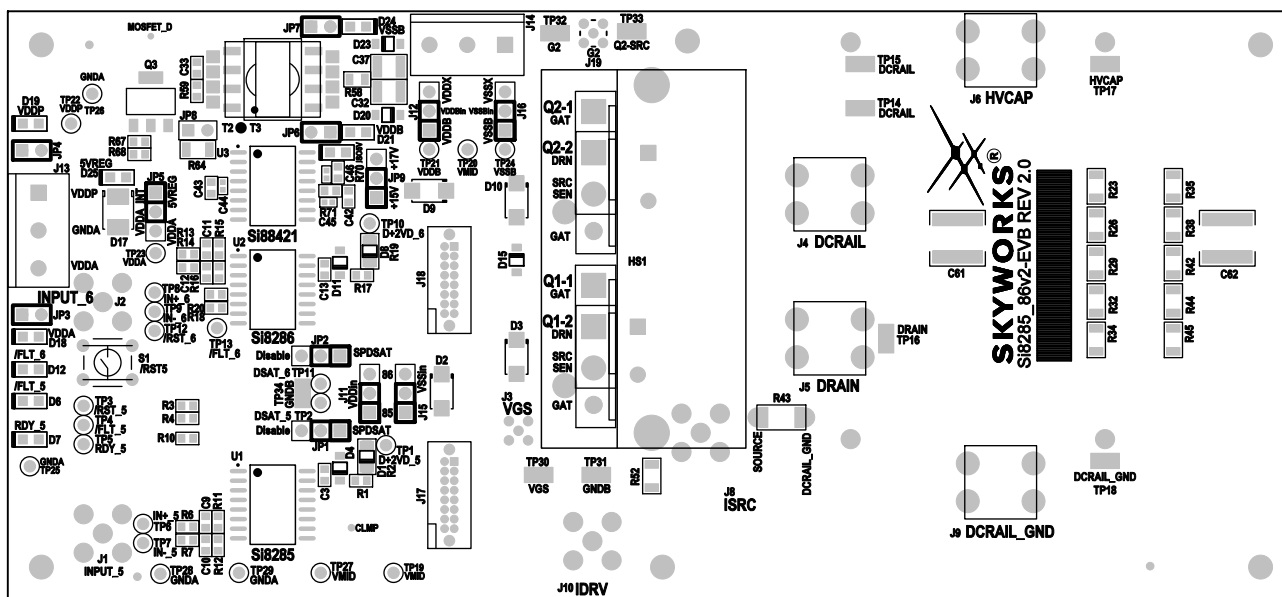 MOSFET_D
JP7
D24
VSSB
J14
TP32
G2
G2
J19
TP33
Q2-SRC
D23
C37
TP15
DCRAIL
J6 HVCAP
HVCAP
TP17
GNDA
Q3
C33
R59
R58
C32
TP22
VDDP
TP26
D19
VDDP
J12
VDDX
VDDBin
VDDB
VSSX
VSSBin
VSSB
J16
Q2-1
GAT
TP14
DCRAIL
D20
VDDB
D21
JP8
T2
T3
JP6
R67
R68
R64
U3
JP4
J13
5VREG
D25
JP5
C43
C44
Si88421
C46
R70
R71
C45
C42
+17V
JP9
+15V
TP21
VDDB
TP20
VMID
TP24
VSSB
Q2-2
DRN
SRC
SEN
GAT
SKYWORKS®
Si8285_86v2-EVB REV 2.0
VDDP
GNDA
VDDA
D17
VDDA_INT
5VREG
VDDA
TP23
VDDA
R13
R14
C11
R15
C12
R16
U2
D9
D10
TP10
D+2VD_6
D8
R19
C13
D11
R17
J18
D15
HS1
J4 DCRAIL
R23
R26
R29
R32
R34
R35
R38
R42
R44
R45
C61
C62
INPUT_6
J2
TP8
IN+_6
TP9
IN-_6
TP12
/RST_6
R20
R18
TP13
/FLT_6
Si8286
Q1-1
GAT
Q1-2
DRN
SRC
SEN
GAT
JP3
VDDA
D18
/FLT_6
D12
/FLT_5
D6
RDY_5
D7
S1
/RST5
Disable
JP2
SPDSAT
DSAT_6
TP11
TP34
GNDB
DSAT_5
TP2
Disable
JP1
SPDSAT
J11
VDDin
86
85
VSSin
J15
D2
D3
J3
VGS
DRAIN
TP16
J5 DRAIN
R43
SOURCE
DCRAIL_GND
TP3
/RST_5
TP4
/FLT_5
TP5
RDY_5
R3
R4
R10
GNDA
TP25
U1
C3
D4
R1
TP1
D+2VD_5
J17
TP30
VGS
TP31
GNDB
R52
J8
ISRC
DCRAIL_GND
TP18
J9 DCRAIL_GND
IN+_5
TP6
TP7
IN-_5
R6
R7
C9
R11
C10
R12
CLMP
Si8285
J1
INPUT_5
TP28
GNDA
TP29
GNDA
TP27
VMID
TP19
VMID
J10 IDRV